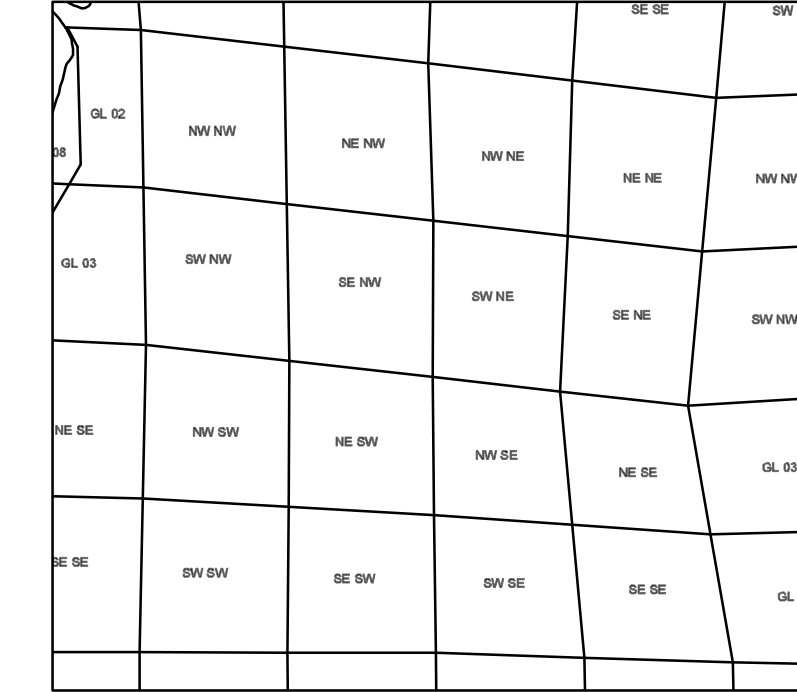 SE SE
SW
GL 02
NW NW
NE NW
NW NE
NE NE
NW NW
08
GL 03
SW NW
SE NW
SW NE
SE NE
SW NW
NE SE
NW SW
NE SW
NW SE
NE SE
GL 03
SE SE
SW SW
SE SW
SW SE
SE SE
GL